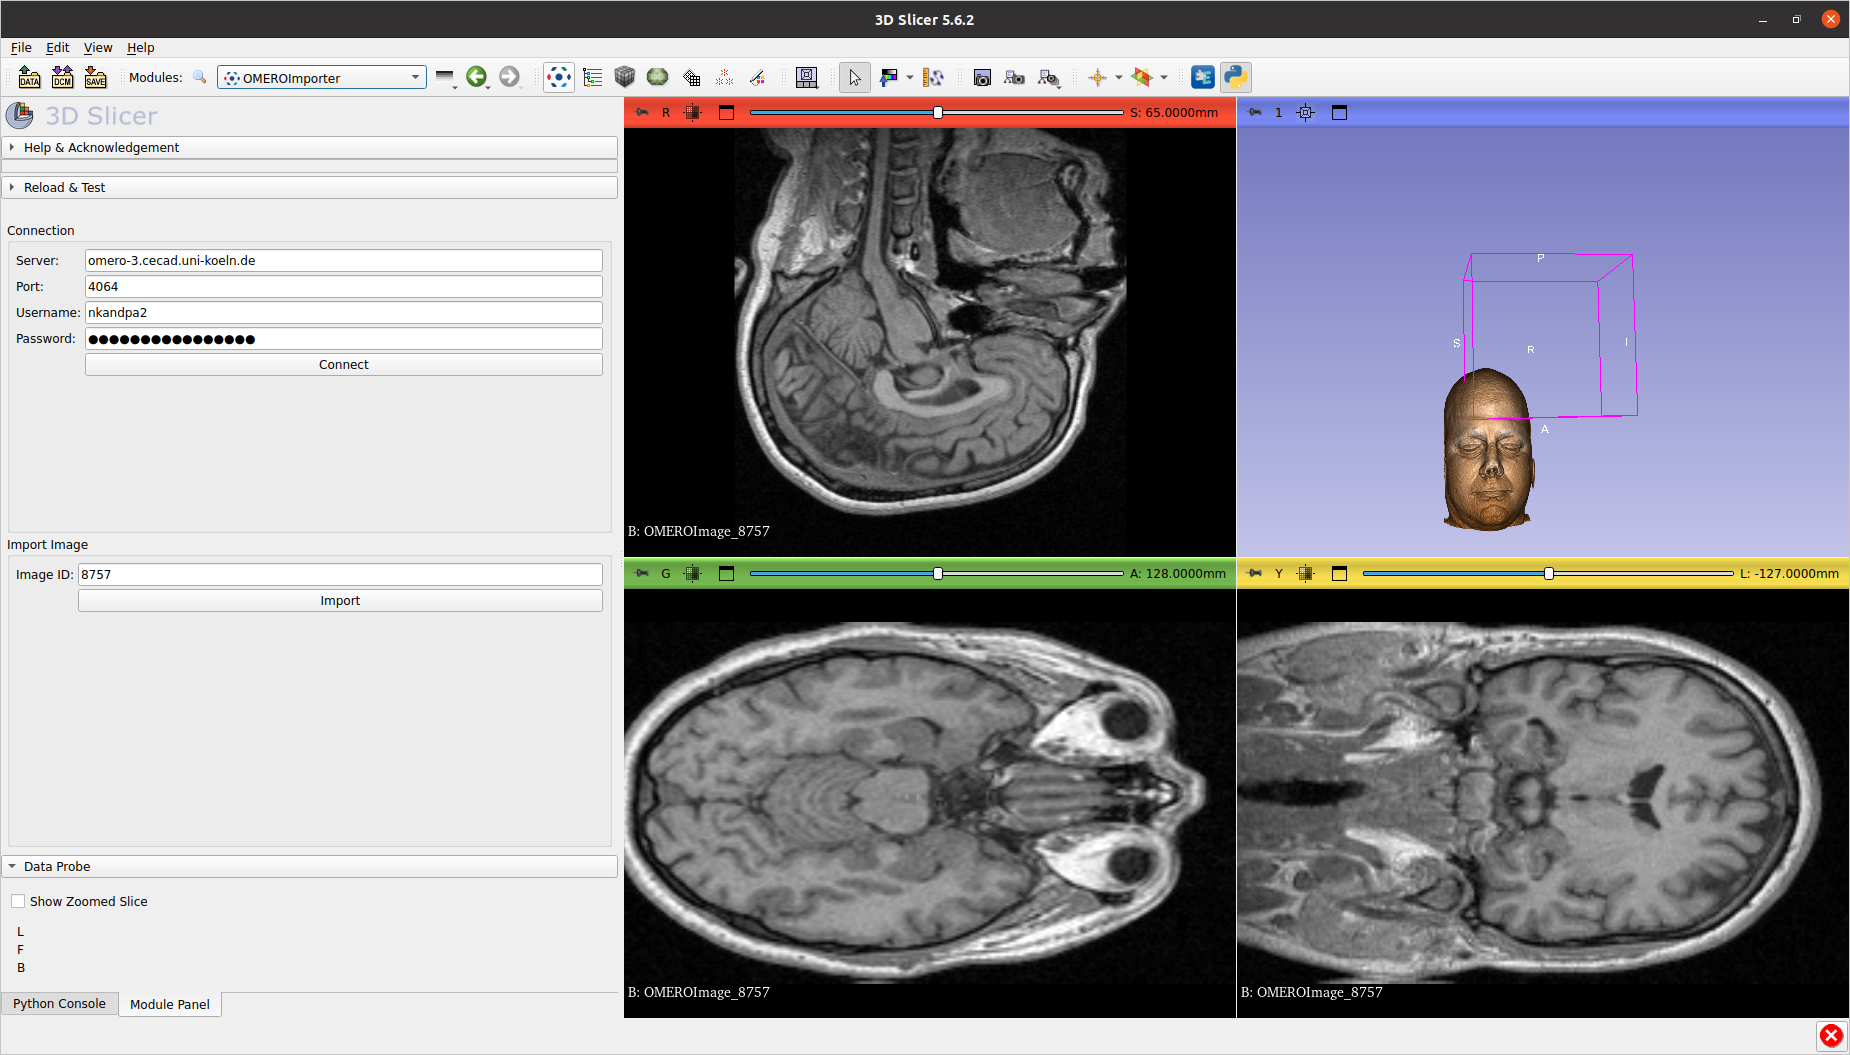 3D Slicer 5.6.2
File Edit View Help
DATA DCM SAVE Modules: OMEROImporter
3D Slicer
Help & Acknowledgement
Reload & Test
Connection
Server: omero-3.cecad.uni-koeln.de
Port: 4064
Username: nkandpa2
Password: ●●●●●●●●●●●●●●●●
Connect
Import Image
Image ID: 8757
Import
Data Probe
Show Zoomed Slice
L
F
B
Python Console Module Panel
R S: 65.0000mm
B: OMEROImage_8757
1
P
S R I
A
G A: 128.0000mm
B: OMEROImage_8757
Y L: -127.0000mm
B: OMEROImage_8757